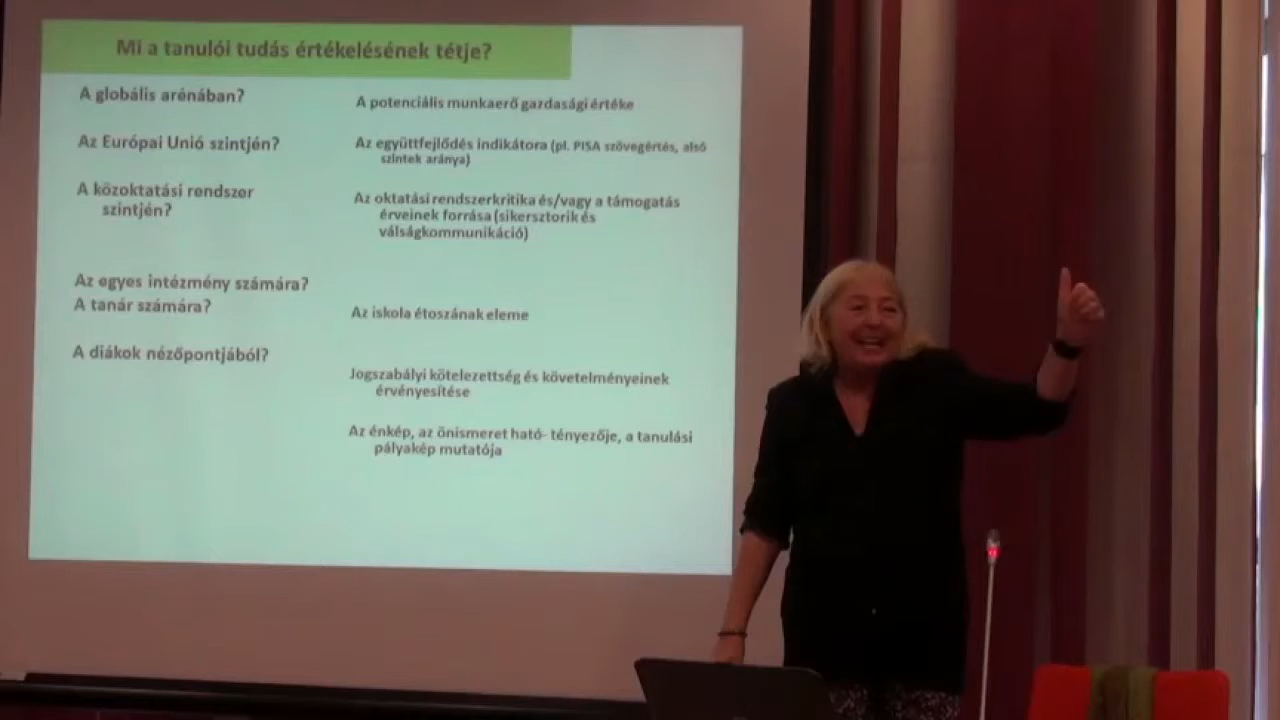 Mi a tanulói tudás értékelésének tétje?
A globális arénában?
Az Európai Unió szintjén?
A közoktatási rendszer
szintjén?
Az egyes intézmény számára?
A tanár számára?
A diákok nézőpontjából?
A potenciális munkaerő gazdasági értéke
Az együttfejlődés indikátora (pl. PISA szövegértés, alsó
szintek aránya)
Az oktatási rendszerkritika és/vagy a támogatás
érveinek forrása (sikersztorik és
válságkommunikáció)
Az iskola étoszának eleme
Jogszabályi kötelezettség és követelményeinek
érvényesítése
Az énkép, az önismeret ható- tényezője, a tanulási
pályakép mutatója